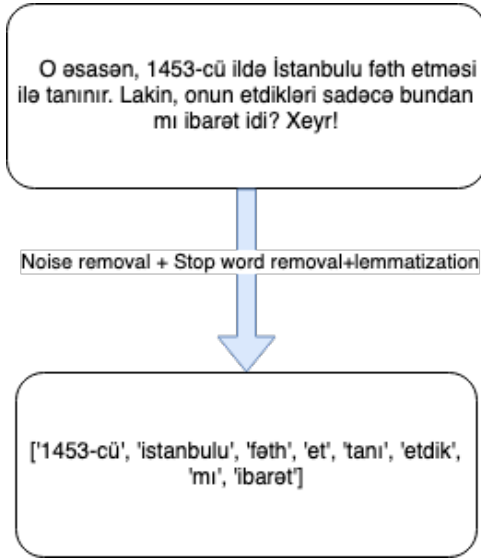 O əsasən, 1453-cü ildə İstanbulu fəth etməsi
ilə tanınır. Lakin, onun etdikləri sadəcə bundan
mı ibarət idi? Xeyr!
Noise removal + Stop word removal+lemmatization
['1453-cü', 'istanbulu', 'fəth', 'et', 'tanı', 'etdik',
'mı', 'ibarət']